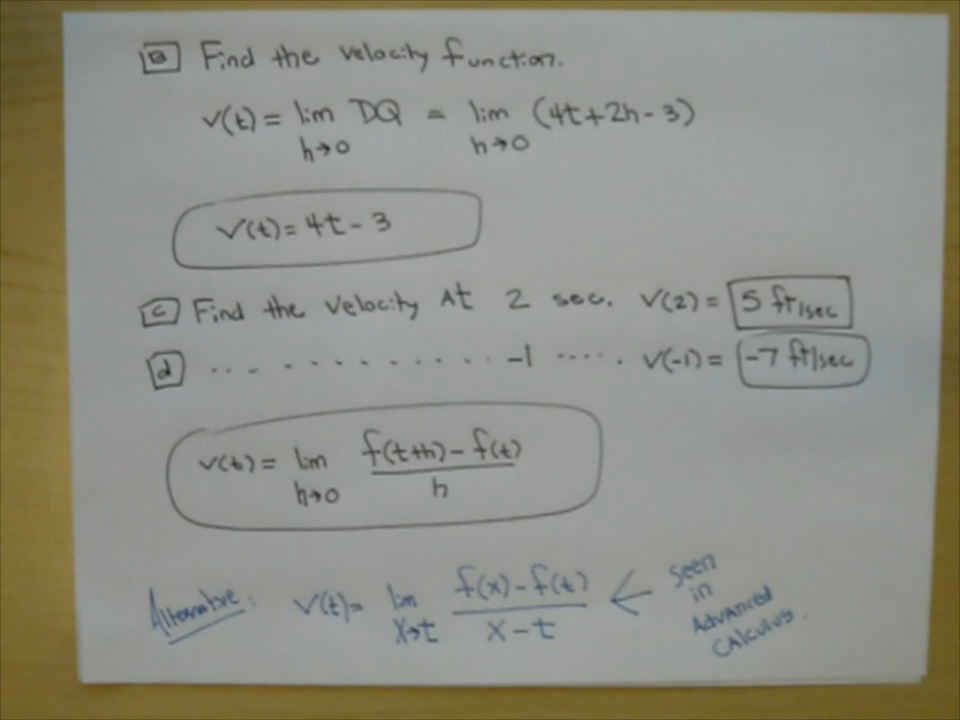 B Find the velocity function.
v(t) = lim h→0 DQ = lim h→0 (4t+2h-3)
v(t) = 4t - 3
c Find the velocity At 2 sec. v(2) = 5 ft/sec
d ... - . . . . . . . . -1 ..... v(-1) = -7 ft/sec
v(t) = lim h→0 f(t+h) - f(t) / h
Alternative: v(t) = lim x→t f(x) - f(t) / x - t ← Seen in Advanced Calculus.